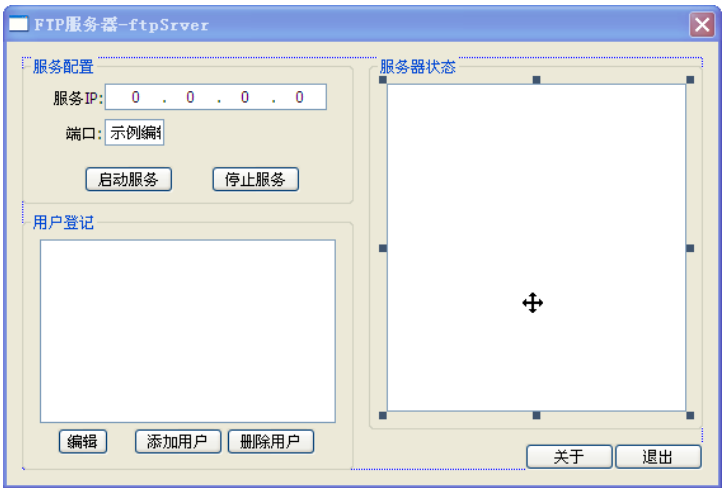 FTP服务器-ftpSrver
服务配置
服务IP: 0 . 0 . 0 . 0
端口: 示例编辑
启动服务 停止服务
用户登记
编辑 添加用户 删除用户
服务器状态
关于 退出